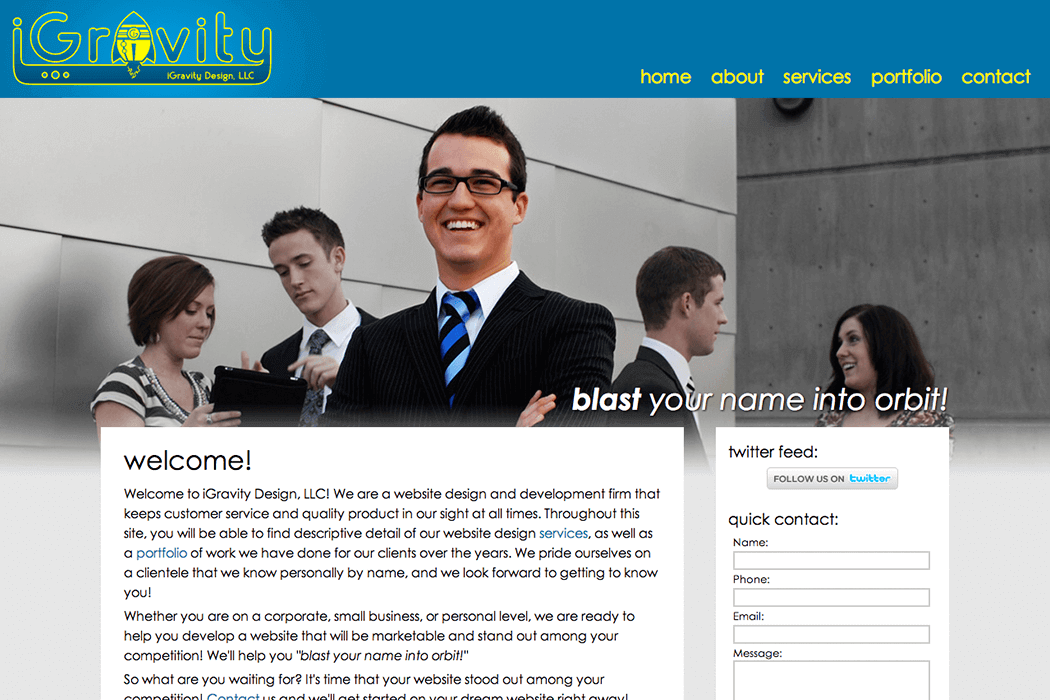 iGravity
iGravity Design, LLC
home about services portfolio contact
blast your name into orbit!
welcome!
Welcome to iGravity Design, LLC! We are a website design and development firm that
keeps customer service and quality product in our sight at all times. Throughout this
site, you will be able to find descriptive detail of our website design services, as well as
a portfolio of work we have done for our clients over the years. We pride ourselves on
a clientele that we know personally by name, and we look forward to getting to know
you!
Whether you are on a corporate, small business, or personal level, we are ready to
help you develop a website that will be marketable and stand out among your
competition! We'll help you "blast your name into orbit!"
So what are you waiting for? It's time that your website stood out among your
competition! Contact us and we'll get started on your dream website right away!
twitter feed:
FOLLOW US ON twitter
quick contact:
Name:
Phone:
Email:
Message: